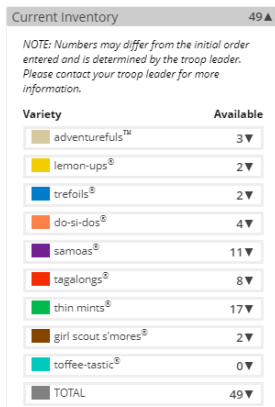 Current Inventory 49▲
NOTE: Numbers may differ from the initial order
entered and is determined by the troop leader.
Please contact your troop leader for more
information.
Variety Available
adventurefuls™ 3▼
lemon-ups® 2▼
trefoils® 2▼
do-si-dos® 4▼
samoas® 11▼
tagalongs® 8▼
thin mints® 17▼
girl scout s'mores® 2▼
toffee-tastic® 0▼
TOTAL 49▼